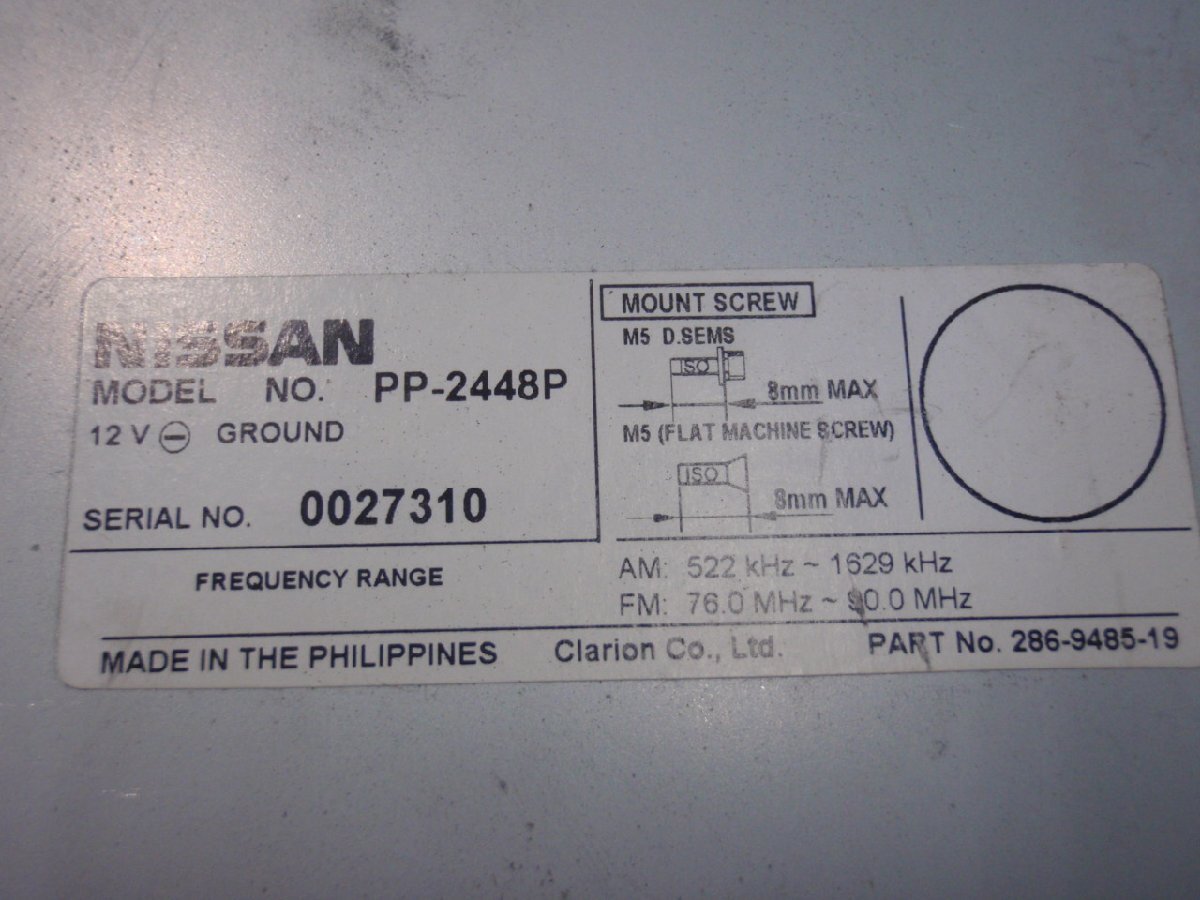 NISSAN
MODEL NO. PP-2448P
12 V ⊖ GROUND
SERIAL NO. 0027310
MOUNT SCREW
M5 D.SEMS
ISO
8mm MAX
M5 (FLAT MACHINE SCREW)
ISO
8mm MAX
FREQUENCY RANGE
AM: 522 kHz ~ 1629 kHz
FM: 76.0 MHz ~ 90.0 MHz
MADE IN THE PHILIPPINES Clarion Co., Ltd. PART No. 286-9485-19